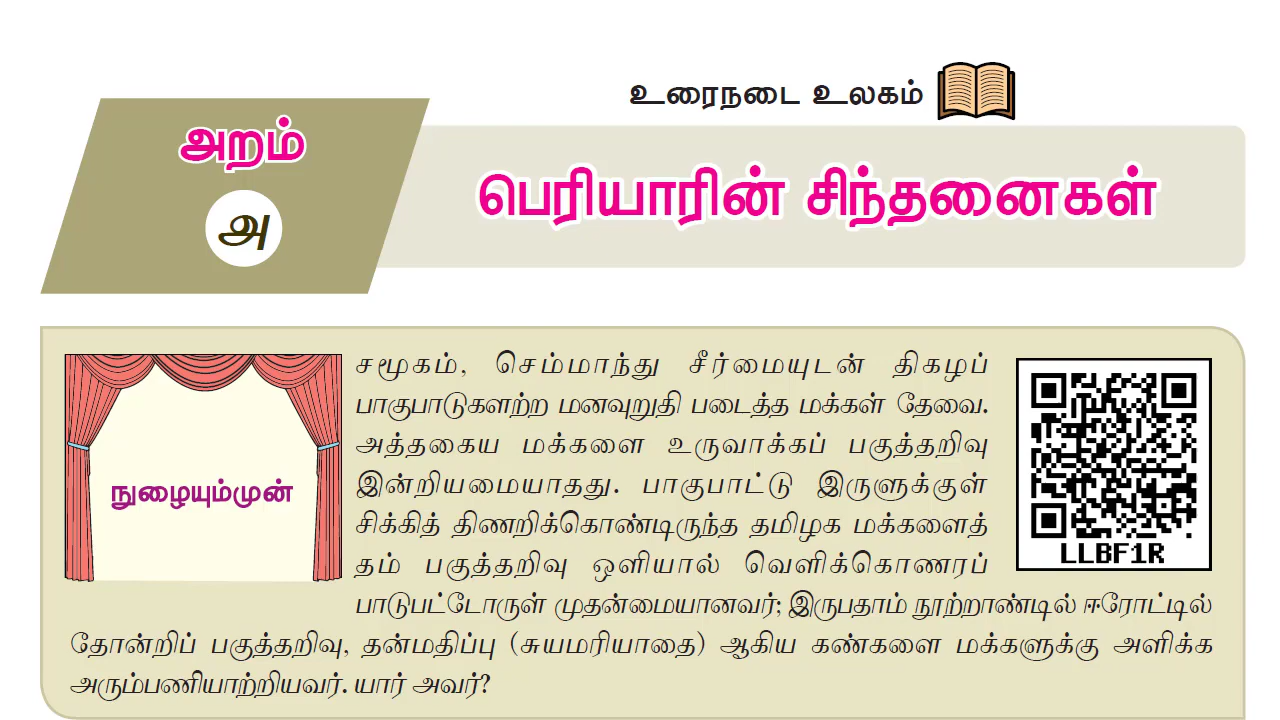 உரைநடை உலகம்
அறம்
அ
பெரியாரின் சிந்தனைகள்
நுழையும்முன்
சமூகம், செம்மாந்து சீர்மையுடன் திகழப்
பாகுபாடுகளற்ற மனவுறுதி படைத்த மக்கள் தேவை.
அத்தகைய மக்களை உருவாக்கப் பகுத்தறிவு
இன்றியமையாதது. பாகுபாட்டு இருளுக்குள்
சிக்கித் திணறிக்கொண்டிருந்த தமிழக மக்களைத்
தம் பகுத்தறிவு ஒளியால் வெளிக்கொணரப்
பாடுபட்டோருள் முதன்மையானவர்; இருபதாம் நூற்றாண்டில் ஈரோட்டில்
தோன்றிப் பகுத்தறிவு, தன்மதிப்பு (சுயமரியாதை) ஆகிய கண்களை மக்களுக்கு அளிக்க
அரும்பணியாற்றியவர். யார் அவர்?
LLBF1R